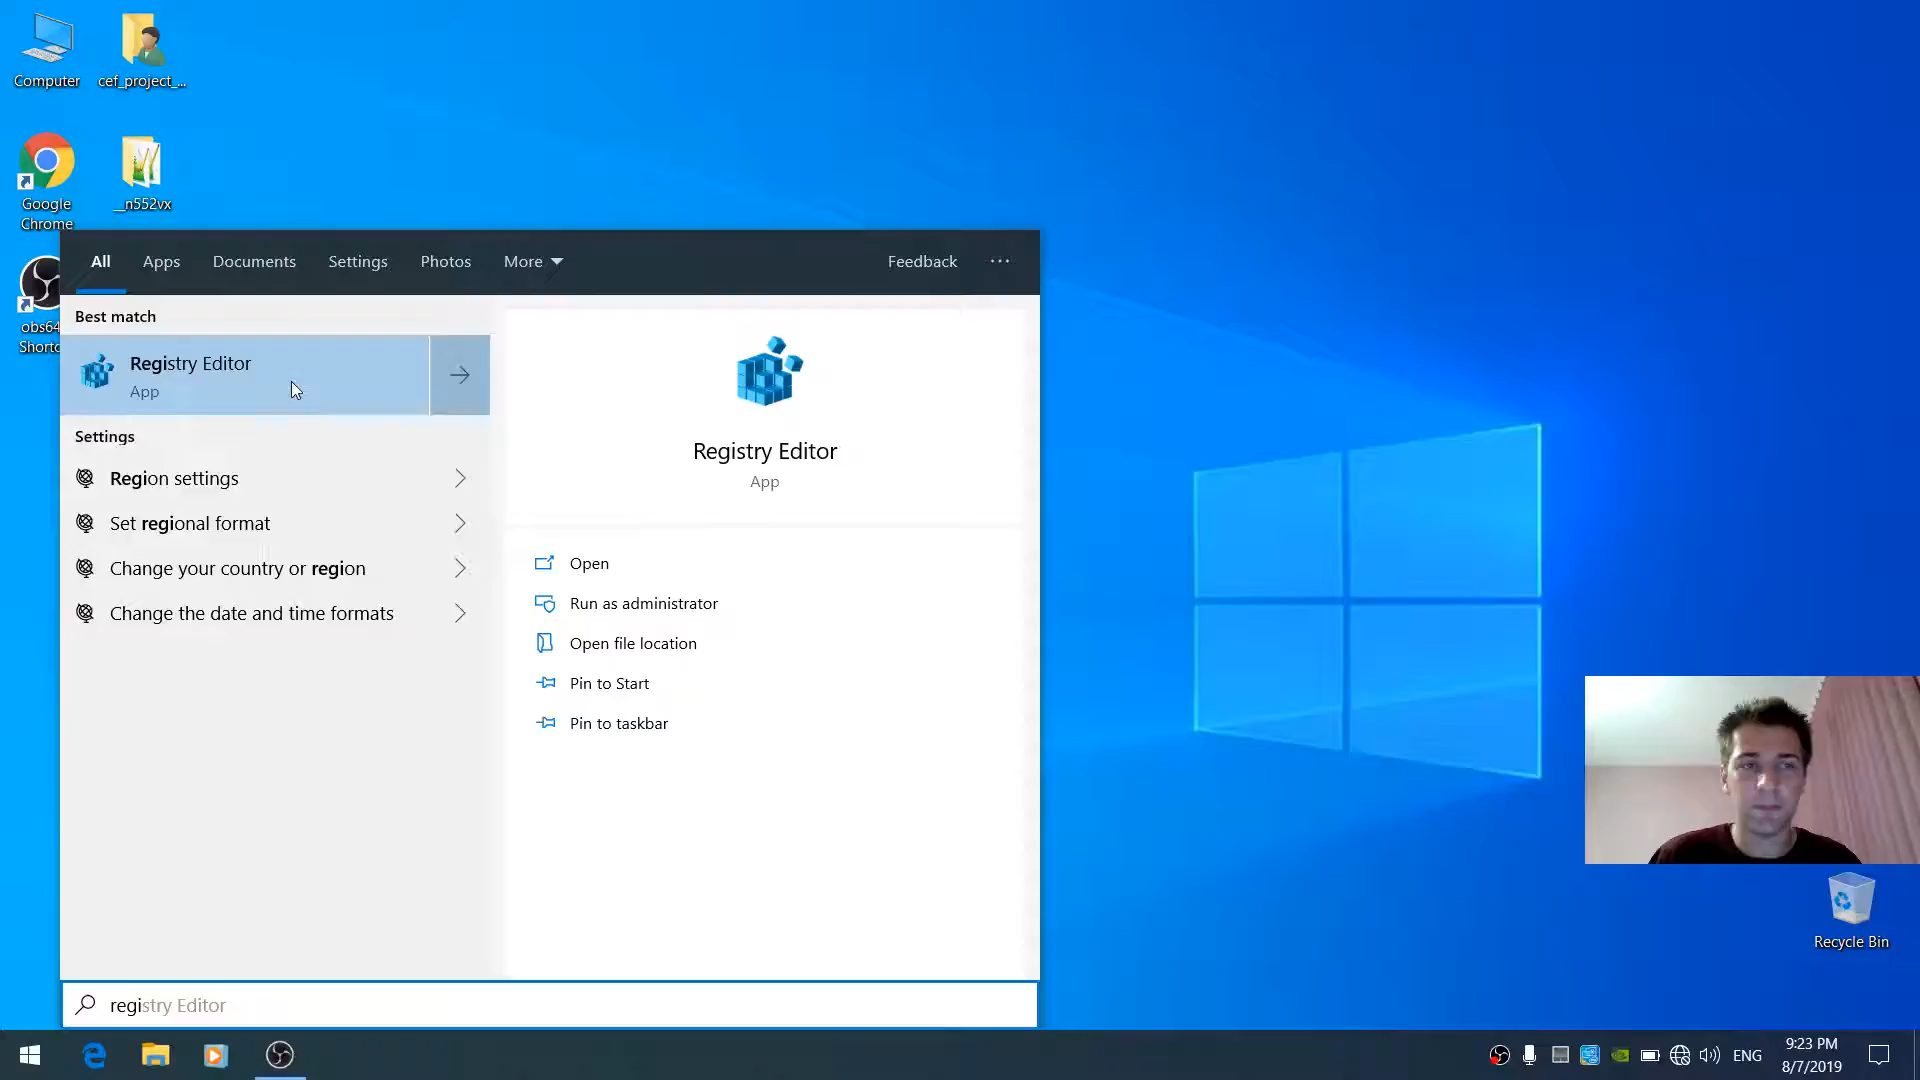 Computer
cef_project_...
Google
Chrome
__n552vx
obs64
Shortc
All
Apps
Documents
Settings
Photos
More
Feedback
...
Best match
Registry Editor
App
Settings
Region settings
Set regional format
Change your country or region
Change the date and time formats
Registry Editor
App
Open
Run as administrator
Open file location
Pin to Start
Pin to taskbar
Recycle Bin
registry Editor
ENG
9:23 PM
8/7/2019